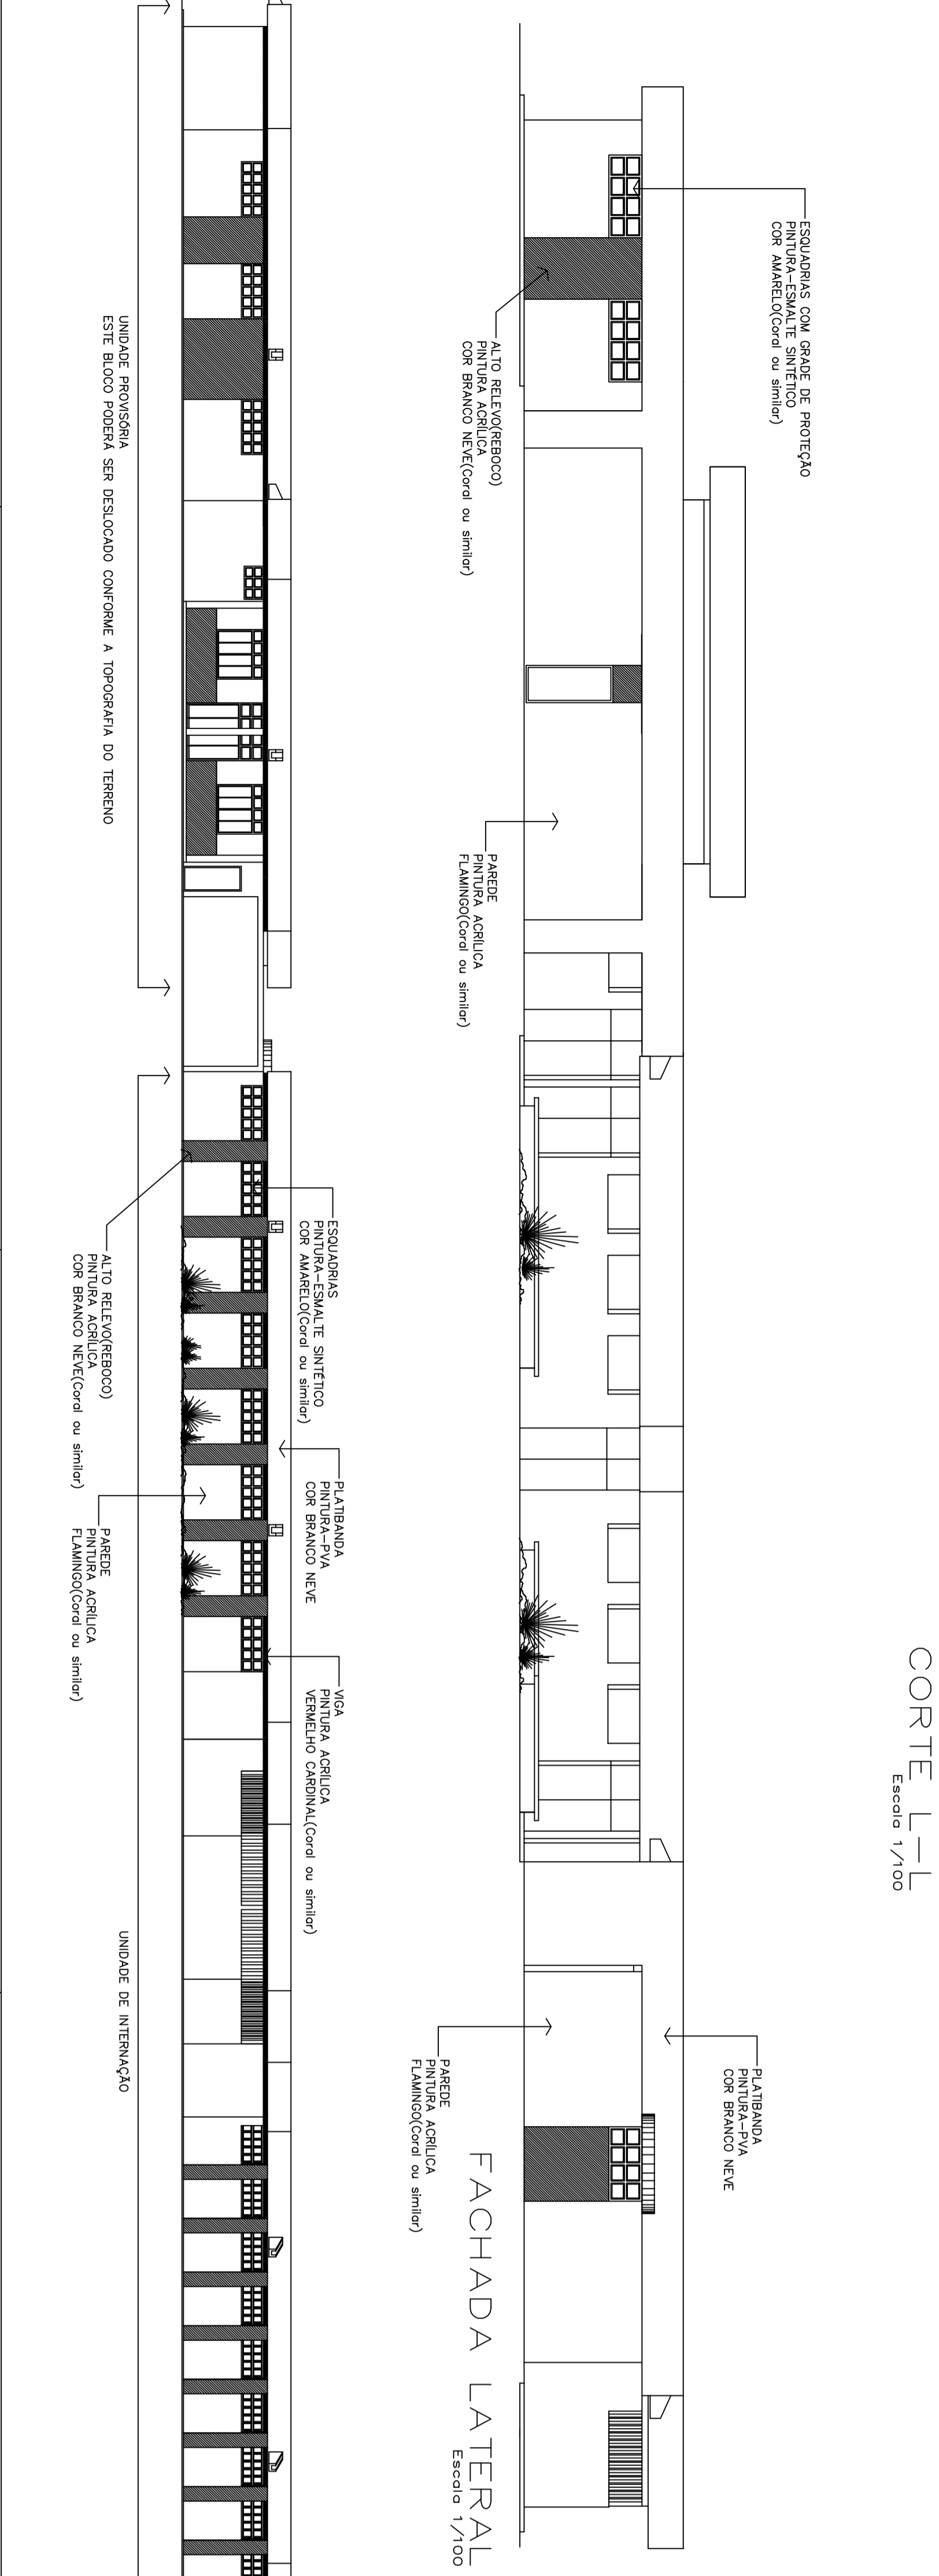 CORTE L-L
Escala 1/100
ESQUADRIAS COM GRADE DE PROTEÇÃO
PINTURA-ESMALTE SINTÉTICO
COR AMARELO(Coral ou similar)
ALTO RELEVO(REBOCO)
PINTURA ACRÍLICA
COR BRANCO NEVE(Coral ou similar)
PAREDE
PINTURA ACRÍLICA
FLAMINGO(Coral ou similar)
PLATIBANDA
PINTURA-PVA
COR BRANCO NEVE
PAREDE
PINTURA ACRÍLICA
FLAMINGO(Coral ou similar)
FACHADA LATERAL
Escala 1/100
ESQUADRIAS
PINTURA-ESMALTE SINTÉTICO
COR AMARELO(Coral ou similar)
PLATIBANDA
PINTURA-PVA
COR BRANCO NEVE
VIGA
PINTURA ACRÍLICA
VERMELHO CARDINAL(Coral ou similar)
UNIDADE PROVISÓRIA
ESTE BLOCO PODERÁ SER DESLOCADO CONFORME A TOPOGRAFIA DO TERRENO
ALTO RELEVO(REBOCO)
PINTURA ACRÍLICA
COR BRANCO NEVE(Coral ou similar)
PAREDE
PINTURA ACRÍLICA
FLAMINGO(Coral ou similar)
UNIDADE DE INTERNAÇÃO